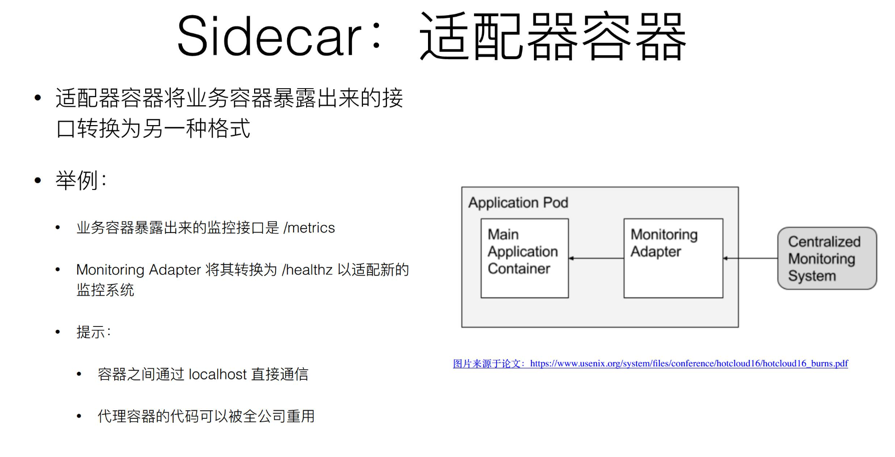 Sidecar：适配器容器
• 适配器容器将业务容器暴露出来的接
口转换为另一种格式
• 举例：
• 业务容器暴露出来的监控接口是 /metrics
• Monitoring Adapter 将其转换为 /healthz 以适配新的
监控系统
• 提示：
• 容器之间通过 localhost 直接通信
• 代理容器的代码可以被全公司重用
Application Pod
Main
Application
Container
Monitoring
Adapter
Centralized
Monitoring
System
图片来源于论文：https://www.usenix.org/system/files/conference/hotcloud16/hotcloud16_burns.pdf